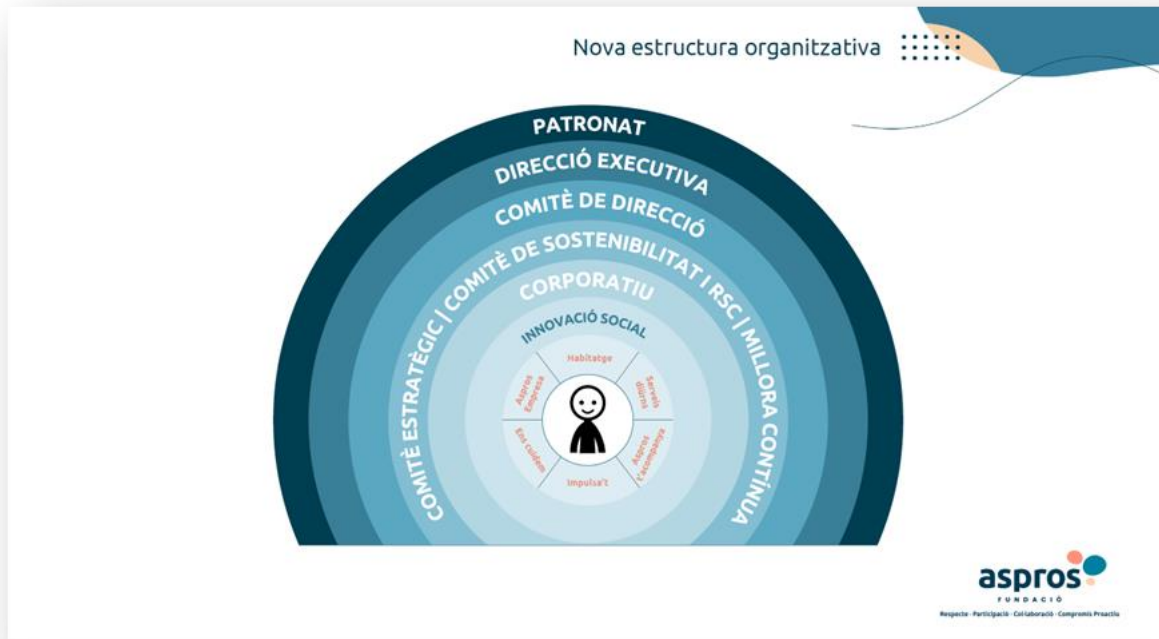 Nova estructura organitzativa
PATRONAT
DIRECCIÓ EXECUTIVA
COMITÈ DE DIRECCIÓ
COMITÈ ESTRATÈGIC | COMITÈ DE SOSTENIBILITAT I RSC | MILLORA CONTÍNUA
CORPORATIU
INNOVACIÓ SOCIAL
Habitatge
Serveis
diürns
Aspros
t'acompanya
Impulsa't
Ens cuidem
Aspros
Empresa
aspros
FUNDACIÓ
Respecte · Participació · Col·laboració · Compromís Proactiu